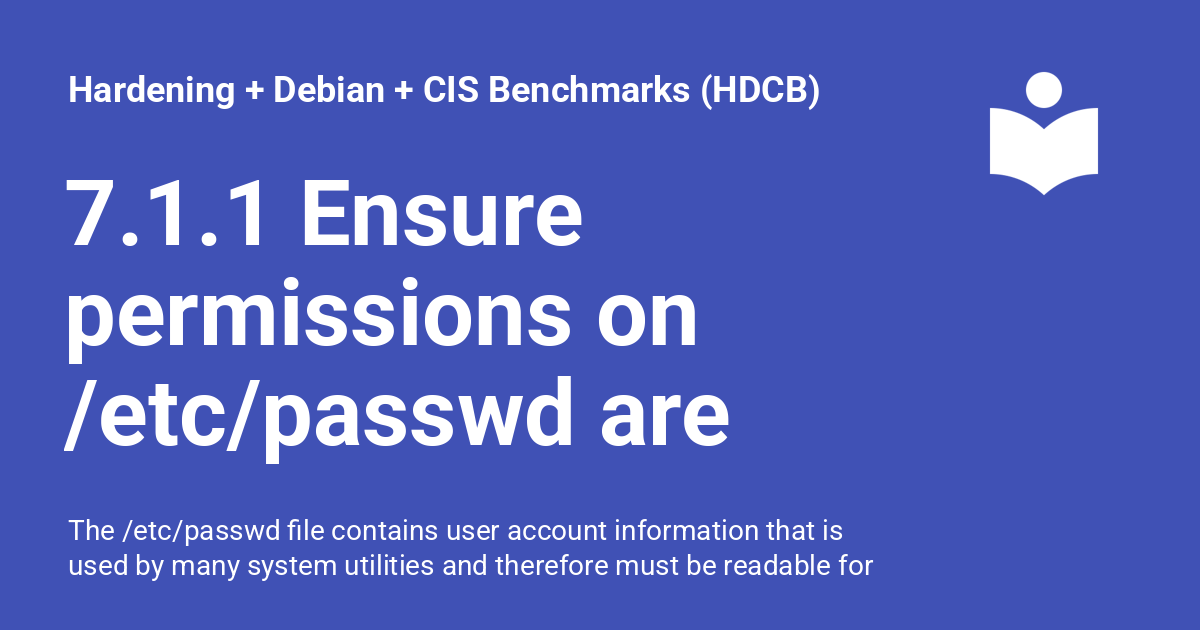 Hardening + Debian + CIS Benchmarks (HDCB)
7.1.1 Ensure
permissions on
/etc/passwd are
The /etc/passwd file contains user account information that is
used by many system utilities and therefore must be readable for